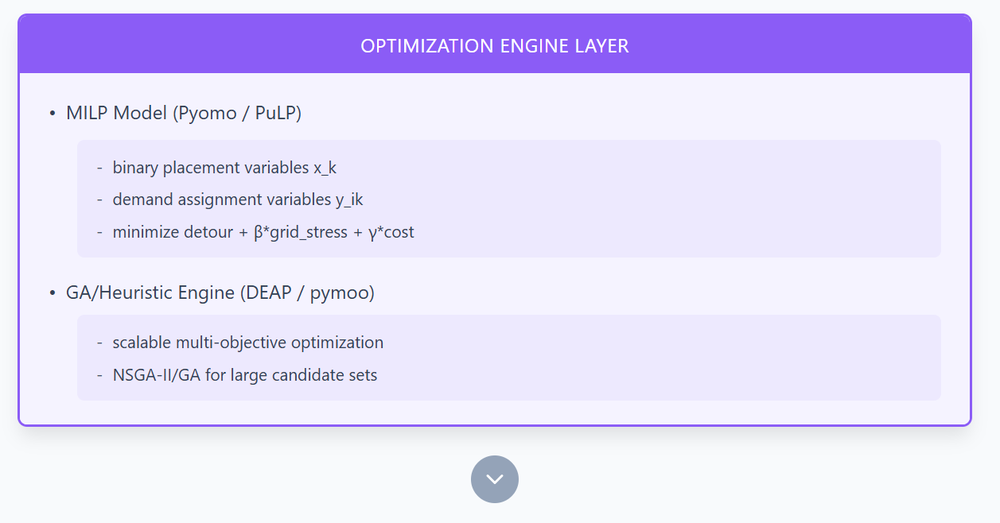 OPTIMIZATION ENGINE LAYER
• MILP Model (Pyomo / PuLP)
- binary placement variables x_k
- demand assignment variables y_ik
- minimize detour + β*grid_stress + γ*cost
• GA/Heuristic Engine (DEAP / pymoo)
- scalable multi-objective optimization
- NSGA-II/GA for large candidate sets